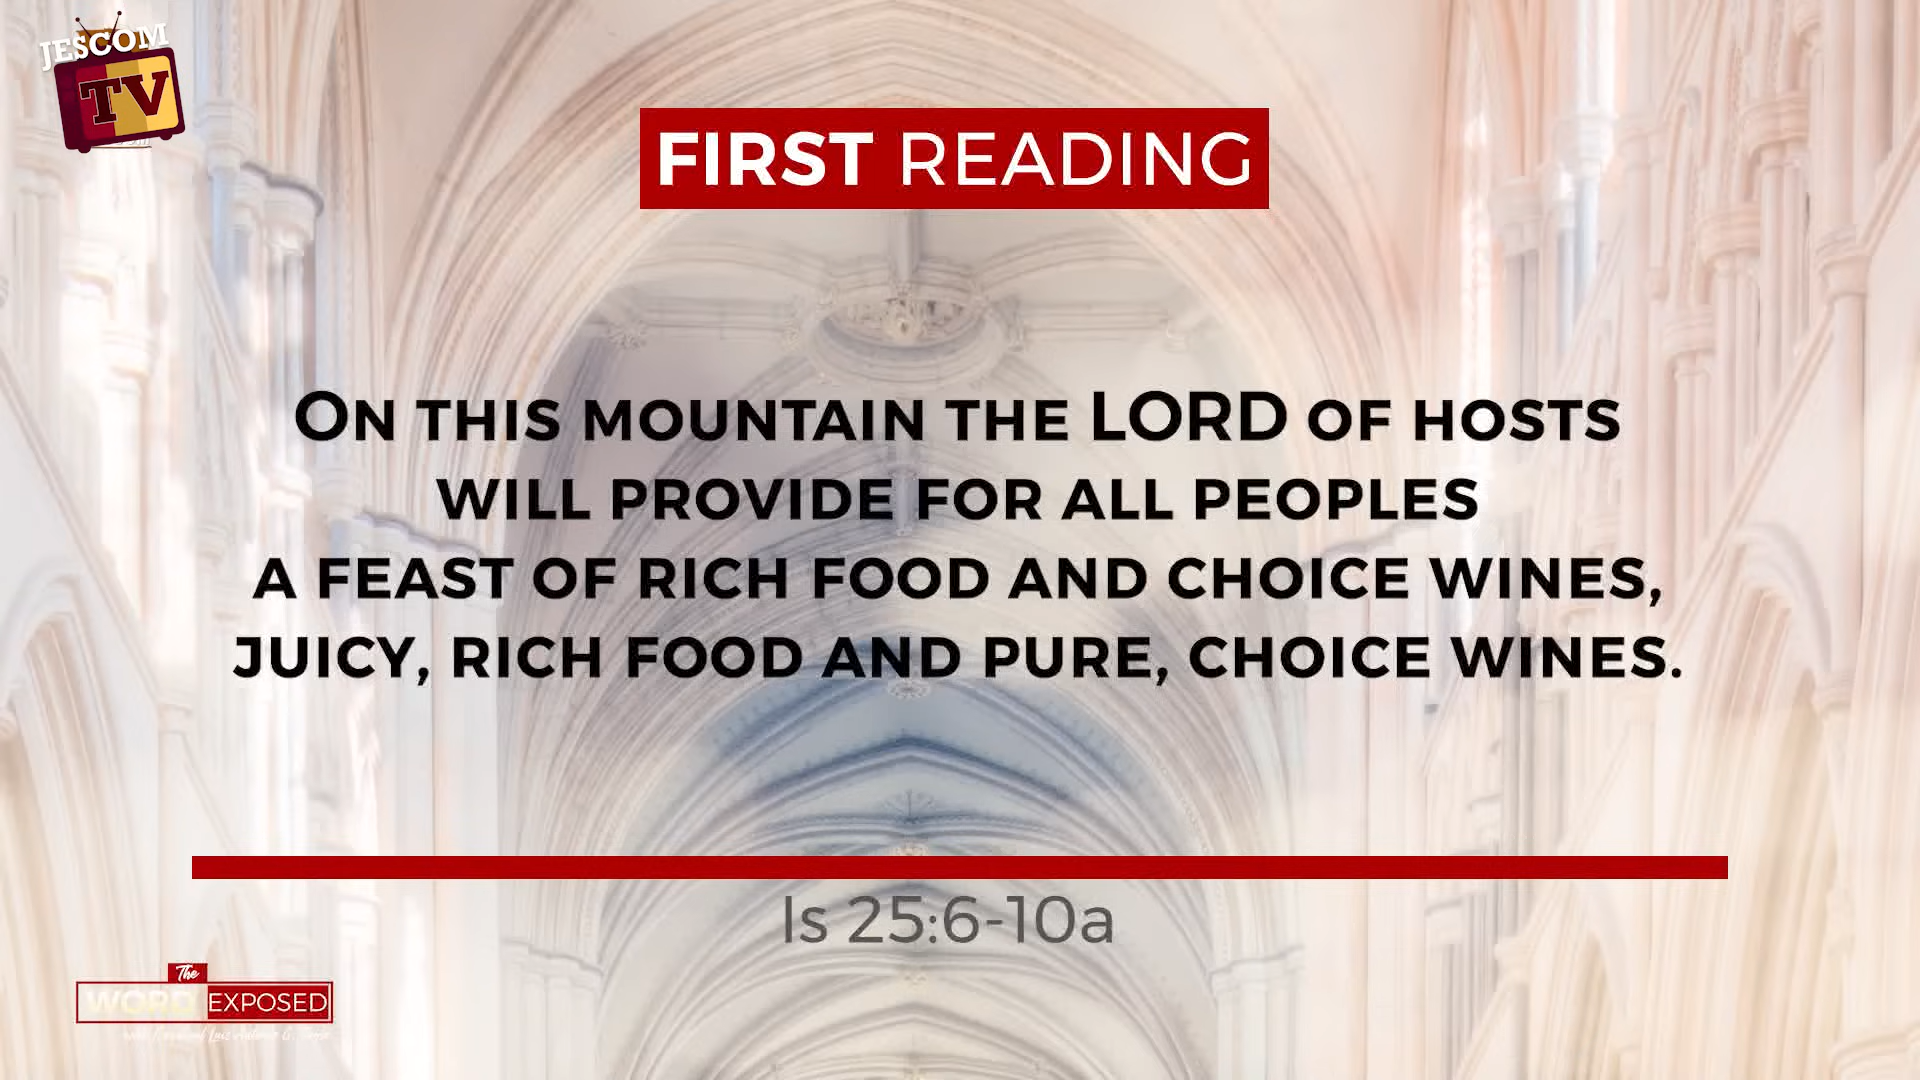 JESCOM
TV
FIRST READING
ON THIS MOUNTAIN THE LORD OF HOSTS
WILL PROVIDE FOR ALL PEOPLES
A FEAST OF RICH FOOD AND CHOICE WINES,
JUICY, RICH FOOD AND PURE, CHOICE WINES.
Is 25:6-10a
The
WORD EXPOSED